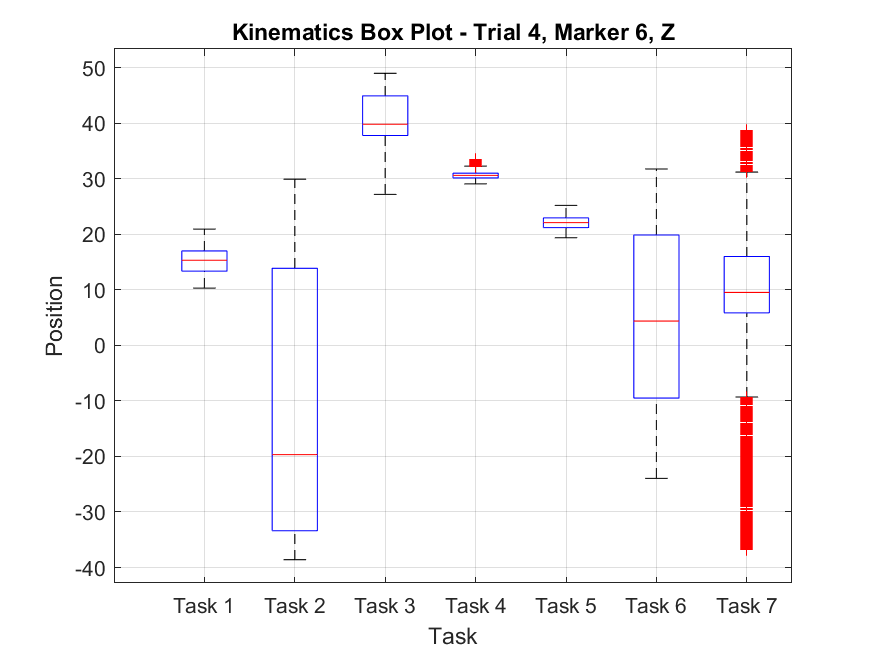 Kinematics Box Plot - Trial 4, Marker 6, Z
50
40
30
20
10
0
-10
-20
-30
-40
Position
Task 1 Task 2 Task 3 Task 4 Task 5 Task 6 Task 7
Task